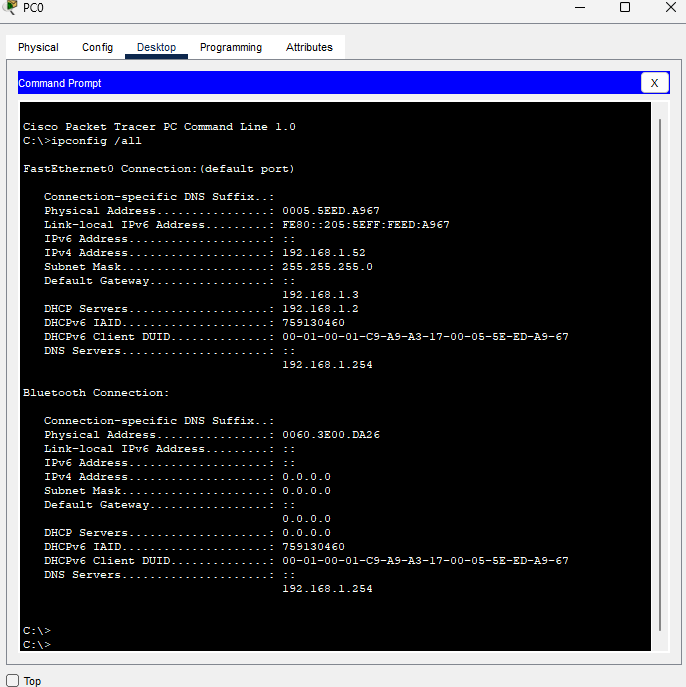 PC0
Physical Config Desktop Programming Attributes
Command Prompt X
Cisco Packet Tracer PC Command Line 1.0
C:\>ipconfig /all
FastEthernet0 Connection:(default port)
Connection-specific DNS Suffix..:
Physical Address................: 0005.5EED.A967
Link-local IPv6 Address.........: FE80::205:5EFF:FEED:A967
IPv6 Address....................: ::
IPv4 Address....................: 192.168.1.52
Subnet Mask.....................: 255.255.255.0
Default Gateway.................: ::
192.168.1.3
DHCP Servers....................: 192.168.1.2
DHCPv6 IAID.....................: 759130460
DHCPv6 Client DUID..............: 00-01-00-01-C9-A9-A3-17-00-05-5E-ED-A9-67
DNS Servers.....................: ::
192.168.1.254
Bluetooth Connection:
Connection-specific DNS Suffix..:
Physical Address................: 0060.3E00.DA26
Link-local IPv6 Address.........: ::
IPv6 Address....................: ::
IPv4 Address....................: 0.0.0.0
Subnet Mask.....................: 0.0.0.0
Default Gateway.................: ::
0.0.0.0
DHCP Servers....................: 0.0.0.0
DHCPv6 IAID.....................: 759130460
DHCPv6 Client DUID..............: 00-01-00-01-C9-A9-A3-17-00-05-5E-ED-A9-67
DNS Servers.....................: ::
192.168.1.254
C:\>
C:\>
Top